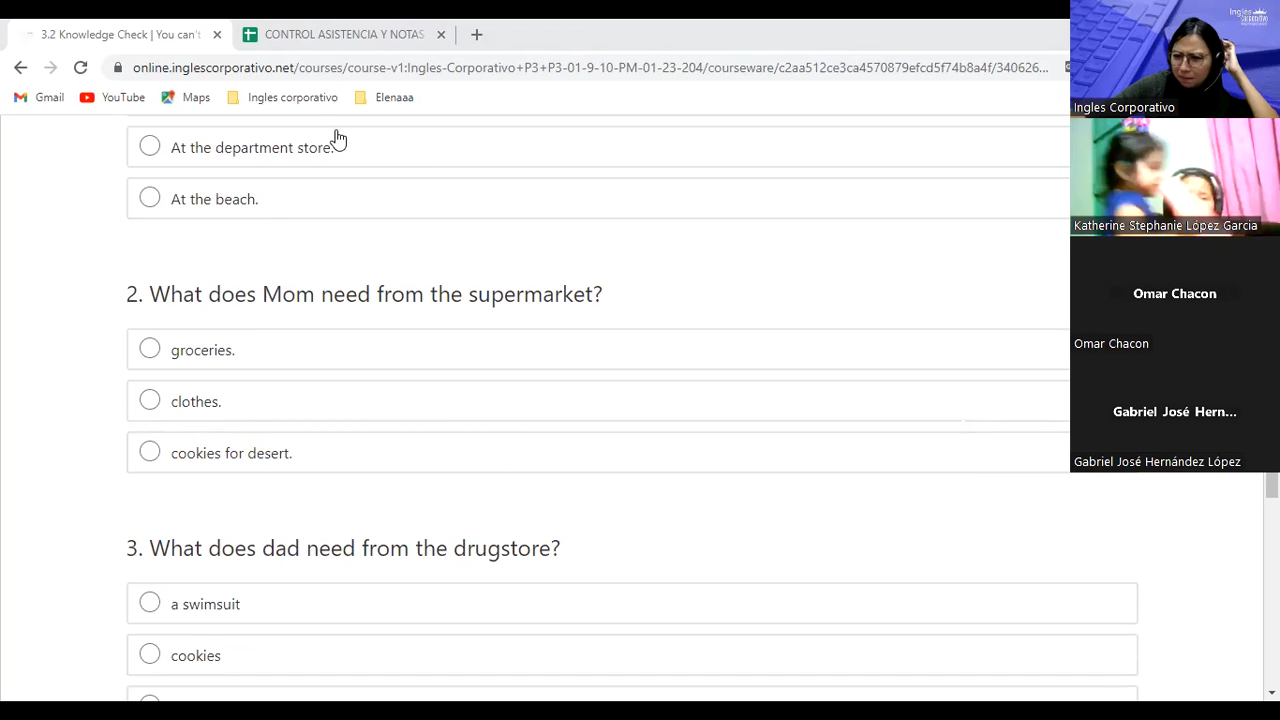 3.2 Knowledge Check | You can't
CONTROL ASISTENCIA Y NOTAS
online.inglescorporativo.net/courses/course-v1:Ingles-Corporativo+P3+P3-01-9-10-PM-01-23-204/courseware/c2aa512ce3ca4570879efcd5f74b8a4f/340626...
Gmail
YouTube
Maps
Ingles corporativo
Elenaaa
At the department store.
At the beach.
2. What does Mom need from the supermarket?
groceries.
clothes.
cookies for desert.
3. What does dad need from the drugstore?
a swimsuit
cookies
Ingles
Ingles Corporativo
Katherine Stephanie López Garcia
Omar Chacon
Omar Chacon
Gabriel José Hern...
Gabriel José Hernández López